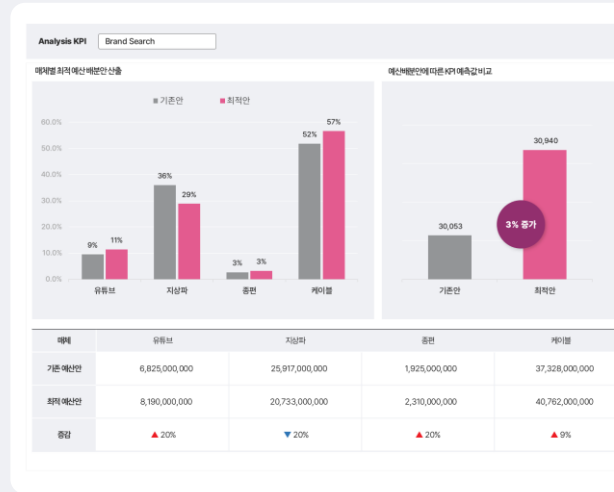 Analysis KPI Brand Search
매체별 최적 예산 배분안 산출
예산배분안에 따른 KPI 예측값 비교
기존안 최적안
60.0%
50.0%
40.0%
30.0%
20.0%
10.0%
0.0%
9% 11% 36% 29% 3% 3% 52% 57%
유튜브 지상파 종편 케이블
30,053 30,940
3% 증가
기존안 최적안
매체 유튜브 지상파 종편 케이블
기존 예산안 6,825,000,000 25,917,000,000 1,925,000,000 37,328,000,000
최적 예산안 8,190,000,000 20,733,000,000 2,310,000,000 40,762,000,000
증감 ▲ 20% ▼ 20% ▲ 20% ▲ 9%